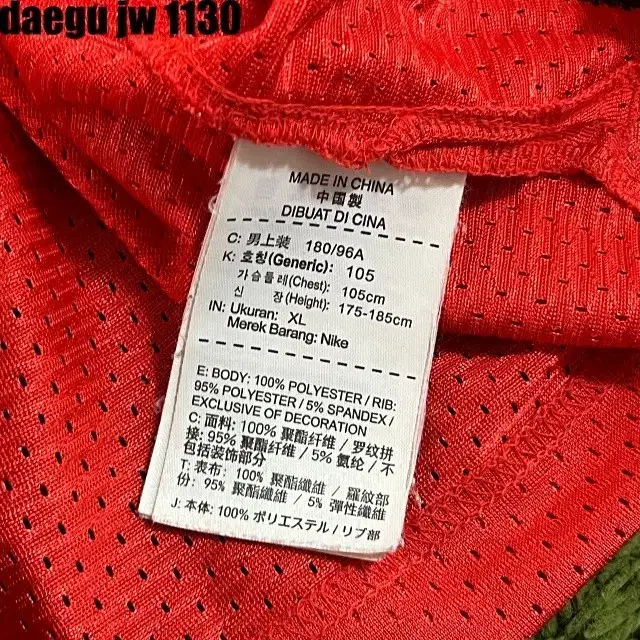 daegu jw 1130
MADE IN CHINA
中国製
DIBUAT DI CINA
C: 男上装 180/96A
K: 호칭(Generic): 105
가슴둘레(Chest): 105cm
신 장(Height): 175-185cm
IN: Ukuran: XL
Merek Barang: Nike
E: BODY: 100% POLYESTER / RIB:
95% POLYESTER / 5% SPANDEX /
EXCLUSIVE OF DECORATION
C: 面料: 100% 聚酯纤维 / 罗纹拼
接: 95% 聚酯纤维 / 5% 氨纶 / 不
包括装饰部分
T: 表布: 100% 聚酯纖維 / 羅紋部
份: 95% 聚酯纖維 / 5% 彈性纖維
J: 本体: 100% ポリエステル / リブ部